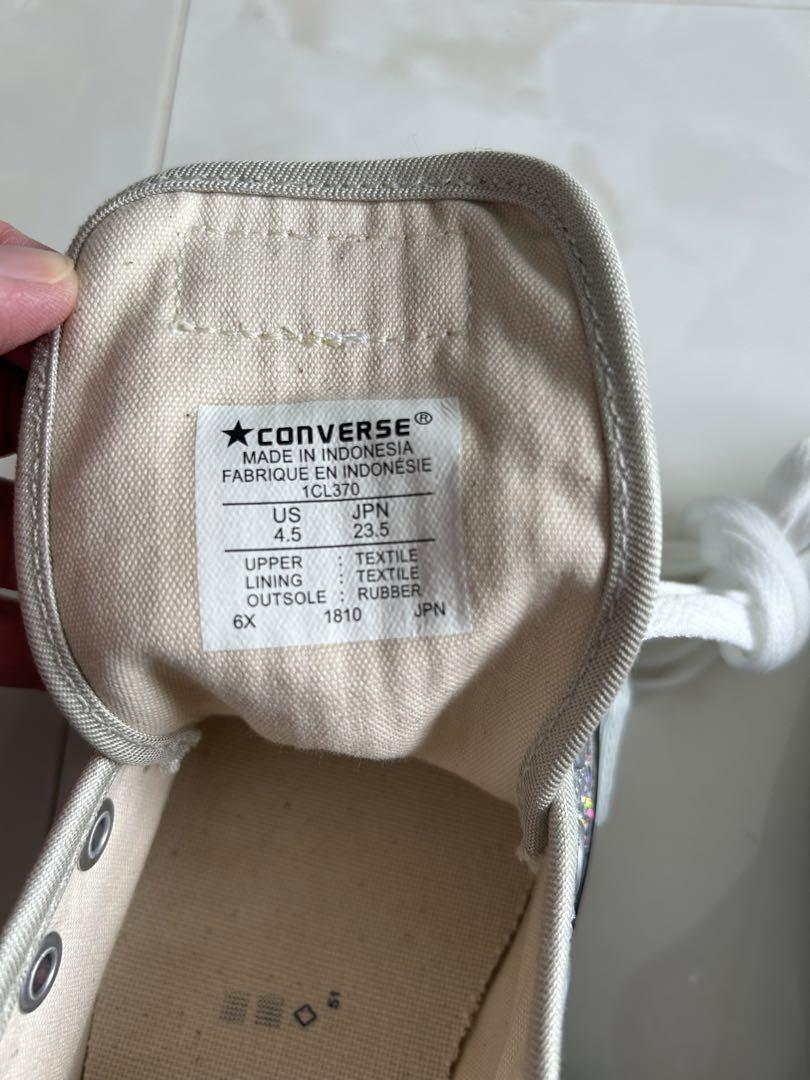 ★CONVERSE®
MADE IN INDONESIA
FABRIQUE EN INDONÉSIE
1CL370
US JPN
4.5 23.5
UPPER : TEXTILE
LINING : TEXTILE
OUTSOLE : RUBBER
6X 1810 JPN
51